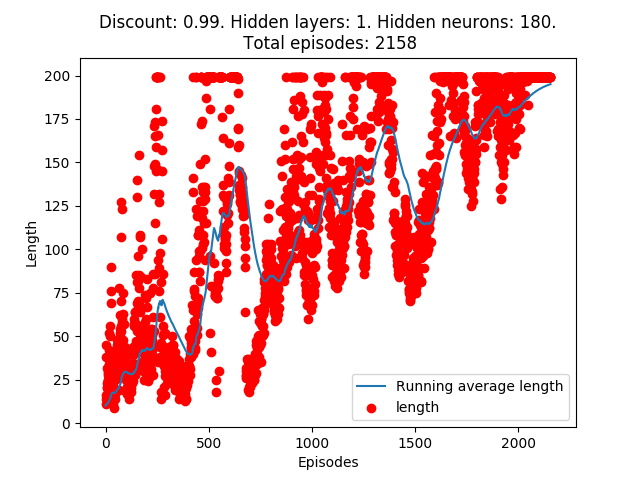 Discount: 0.99. Hidden layers: 1. Hidden neurons: 180.
Total episodes: 2158
200
175
150
125
100
75
50
25
0
Length
Running average length
length
0 500 1000 1500 2000
Episodes